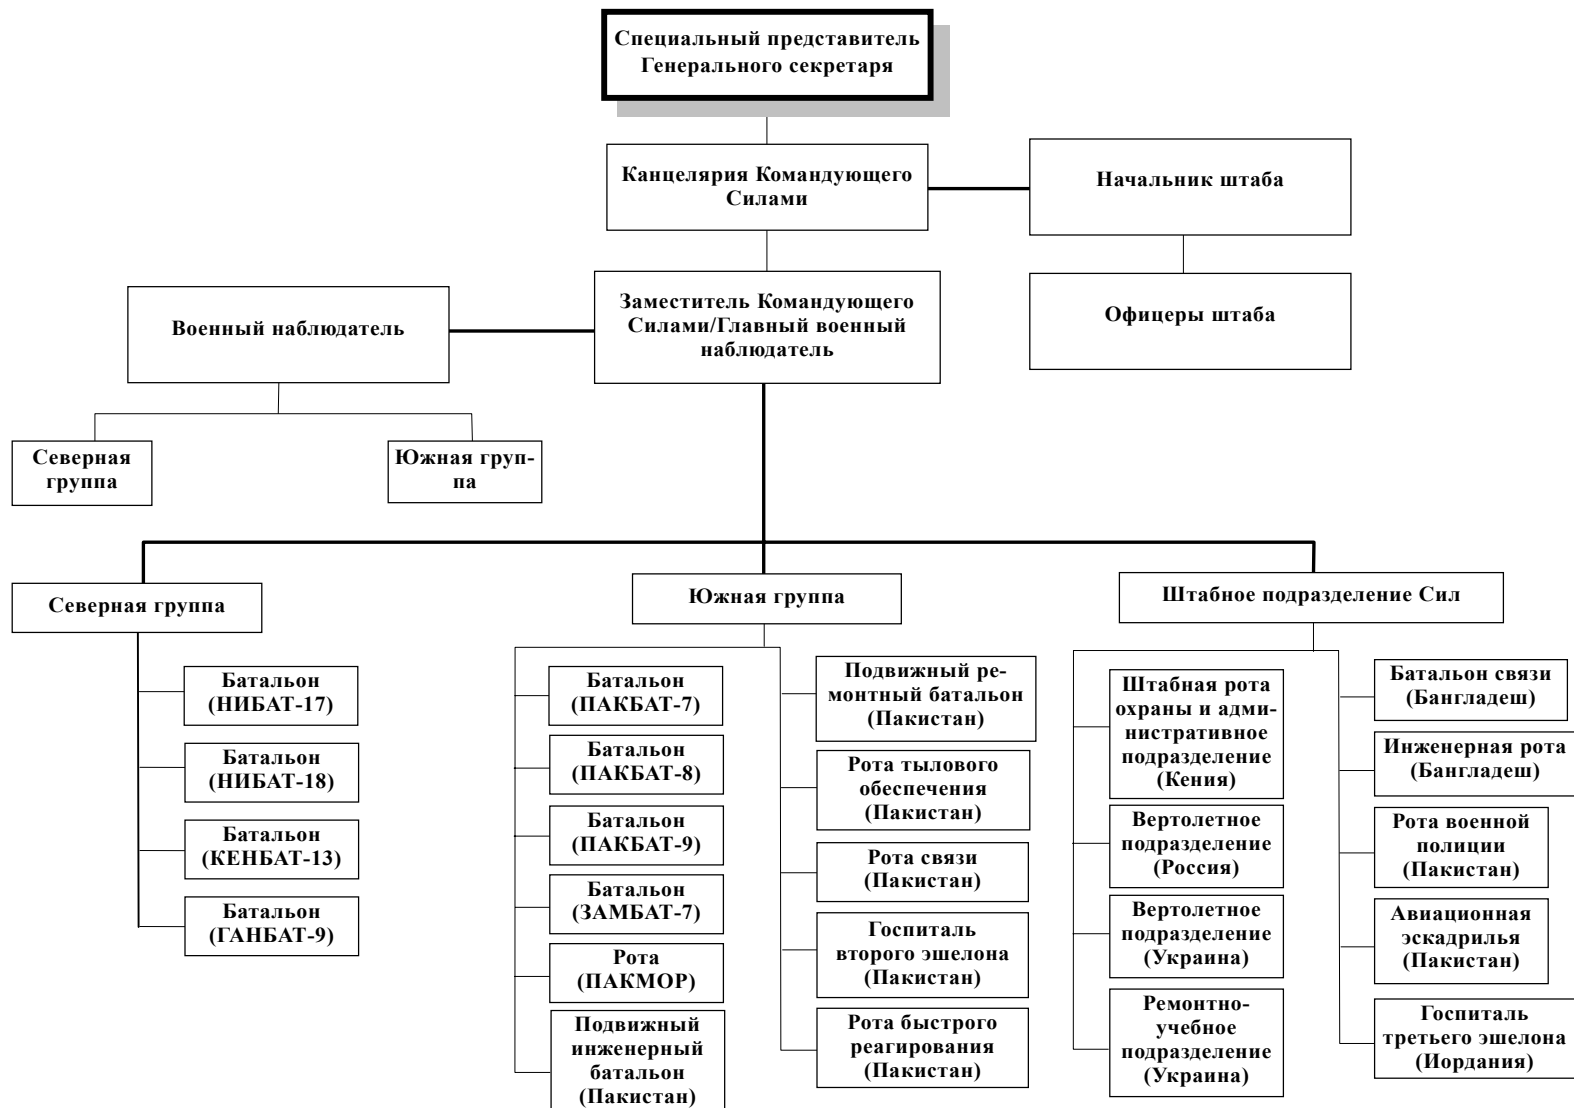 Специальный представитель
Генерального секретаря
Канцелярия Командующего
Силами
Начальник штаба
Заместитель Командующего
Силами/Главный военный
наблюдатель
Военный наблюдатель
Офицеры штаба
Северная
группа
Южная груп-
па
Северная группа
Южная группа
Штабное подразделение Сил
Батальон
(НИБАТ-17)
Батальон
(НИБАТ-18)
Батальон
(КЕНБАТ-13)
Батальон
(ГАНБАТ-9)
Батальон
(ПАКБАТ-7)
Батальон
(ПАКБАТ-8)
Батальон
(ПАКБАТ-9)
Батальон
(ЗАМБАТ-7)
Рота
(ПАКМОР)
Подвижный
инженерный
батальон
(Пакистан)
Подвижный ре-
монтный батальон
(Пакистан)
Рота тылового
обеспечения
(Пакистан)
Рота связи
(Пакистан)
Госпиталь
второго эшелона
(Пакистан)
Рота быстрого
реагирования
(Пакистан)
Штабная рота
охраны и адми-
нистративное
подразделение
(Кения)
Вертолетное
подразделение
(Россия)
Вертолетное
подразделение
(Украина)
Ремонтно-
учебное
подразделение
(Украина)
Батальон связи
(Бангладеш)
Инженерная рота
(Бангладеш)
Рота военной
полиции
(Пакистан)
Авиационная
эскадрилья
(Пакистан)
Госпиталь
третьего эшелона
(Иордания)